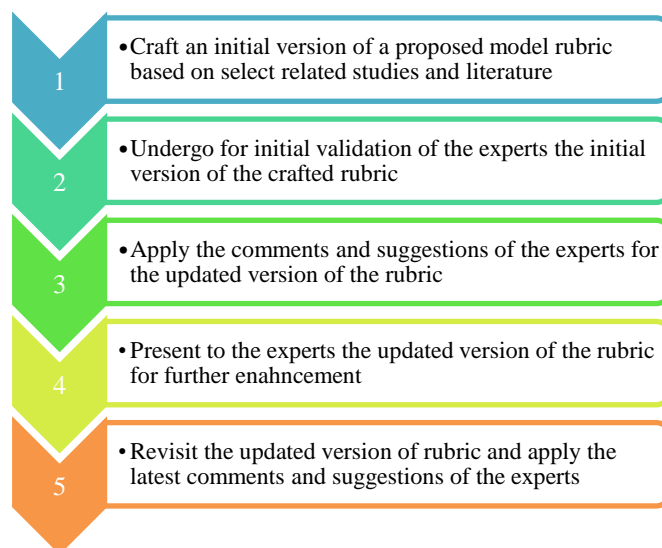 1
•Craft an initial version of a proposed model rubric
based on select related studies and literature
2
•Undergo for initial validation of the experts the initial
version of the crafted rubric
3
•Apply the comments and suggestions of the experts for
the updated version of the rubric
4
•Present to the experts the updated version of the rubric
for further enahncement
5
•Revisit the updated version of rubric and apply the
latest comments and suggestions of the experts